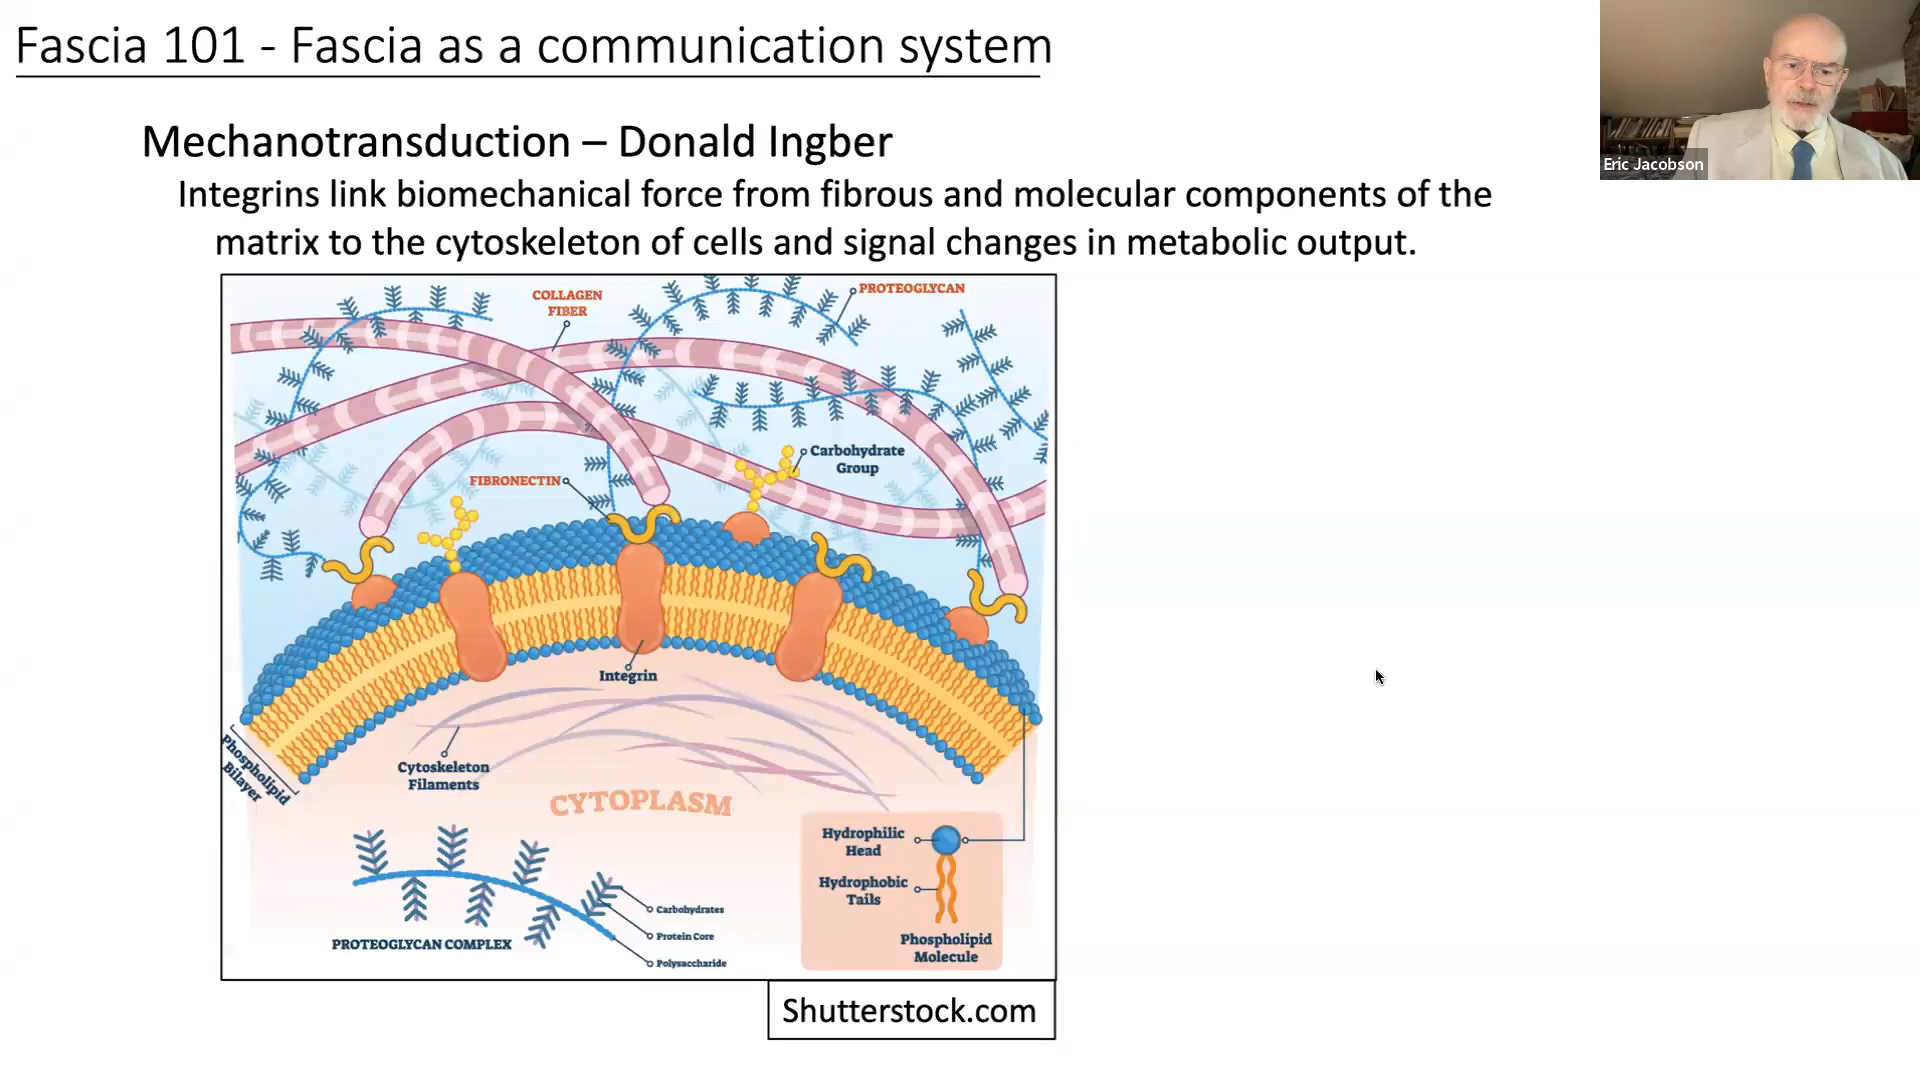 Fascia 101 - Fascia as a communication system
Eric Jacobson
Mechanotransduction – Donald Ingber
Integrins link biomechanical force from fibrous and molecular components of the
matrix to the cytoskeleton of cells and signal changes in metabolic output.
COLLAGEN
FIBER
PROTEOGLYCAN
Carbohydrate
Group
FIBRONECTIN
Integrin
Phospholipid
Bilayer
Cytoskeleton
Filaments
CYTOPLASM
Hydrophilic
Head
Hydrophobic
Tails
Phospholipid
Molecule
Carbohydrates
Protein Core
Polysaccharide
PROTEOGLYCAN COMPLEX
Shutterstock.com